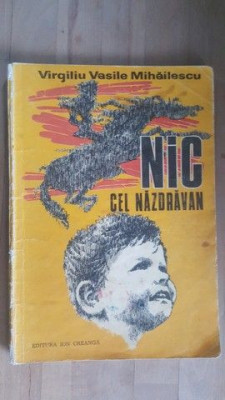 Virgiliu Vasile Mihăilescu
NIC
CEL NĂZDRĂVAN
EDITURA ION CREANGĂ